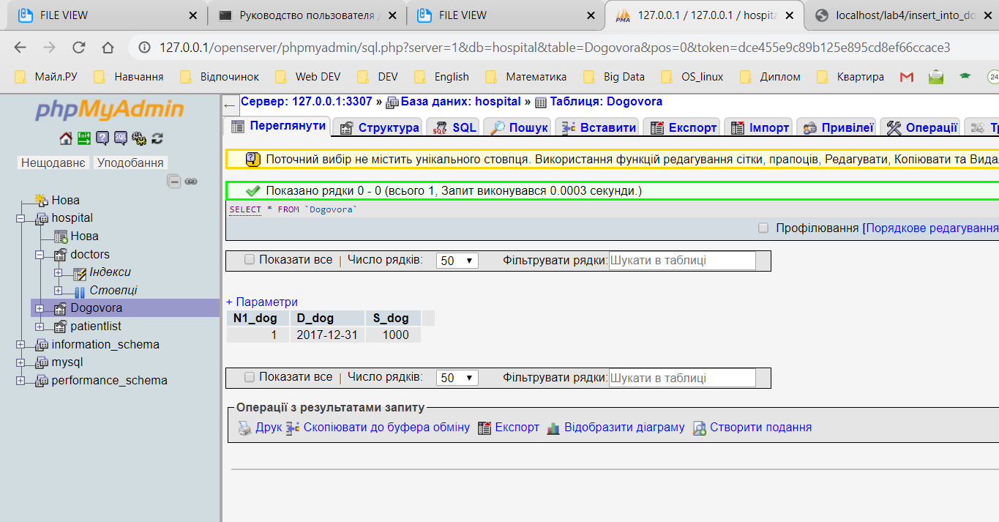 FILE VIEW
Руководство пользователя
FILE VIEW
127.0.0.1 / 127.0.0.1 / hospita
localhost/lab4/insert_into_do
127.0.0.1/openserver/phpmyadmin/sql.php?server=1&db=hospital&table=Dogovora&pos=0&token=dce455e9c89b125e895cd8ef66ccace3
Майл.РУ Навчання Відпочинок Web DEV DEV English Математика Big Data OS_linux Диплом Квартира 24
phpMyAdmin
Нещодавнє Уподобання
Нова
hospital
Нова
doctors
Індекси
Стовпці
Dogovora
patientlist
information_schema
mysql
performance_schema
Сервер: 127.0.0.1:3307 » База даних: hospital » Таблиця: Dogovora
Переглянути Структура SQL Пошук Вставити Експорт Імпорт Привілеї Операції Тр
Поточний вибір не містить унікального стовпця. Використання функцій редагування сітки, прапоців, Редагувати, Копіювати та Вида
Показано рядки 0 - 0 (всього 1, Запит виконувався 0.0003 секунди.)
SELECT * FROM `Dogovora`
Профілювання [Порядкове редагування
Показати все | Число рядків: 50 Фільтрувати рядки: Шукати в таблиці
+ Параметри
N1_dog D_dog S_dog
1 2017-12-31 1000
Показати все | Число рядків: 50 Фільтрувати рядки: Шукати в таблиці
Операції з результатами запиту
Друк Скопіювати до буфера обміну Експорт Відобразити діаграму Створити подання